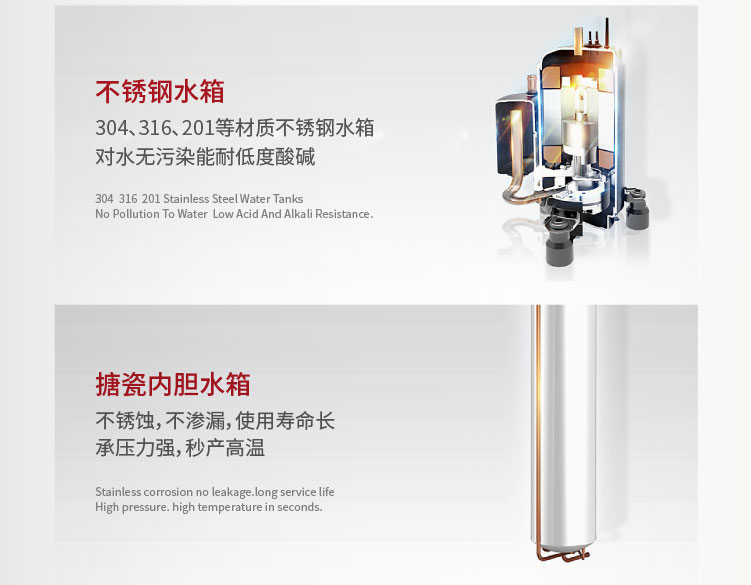 不锈钢水箱
304、316、201等材质不锈钢水箱
对水无污染能耐低度酸碱
304 316 201 Stainless Steel Water Tanks
No Pollution To Water Low Acid And Alkali Resistance.
搪瓷内胆水箱
不锈蚀,不渗漏,使用寿命长
承压力强,秒产高温
Stainless corrosion no leakage.long service life
High pressure. high temperature in seconds.